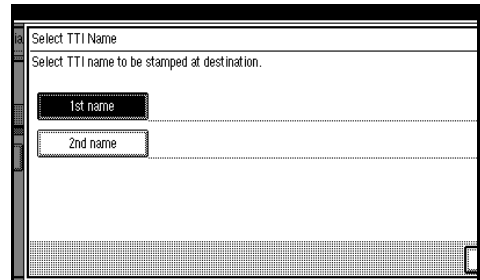 Select TTI Name
Select TTI name to be stamped at destination.
1st name
2nd name